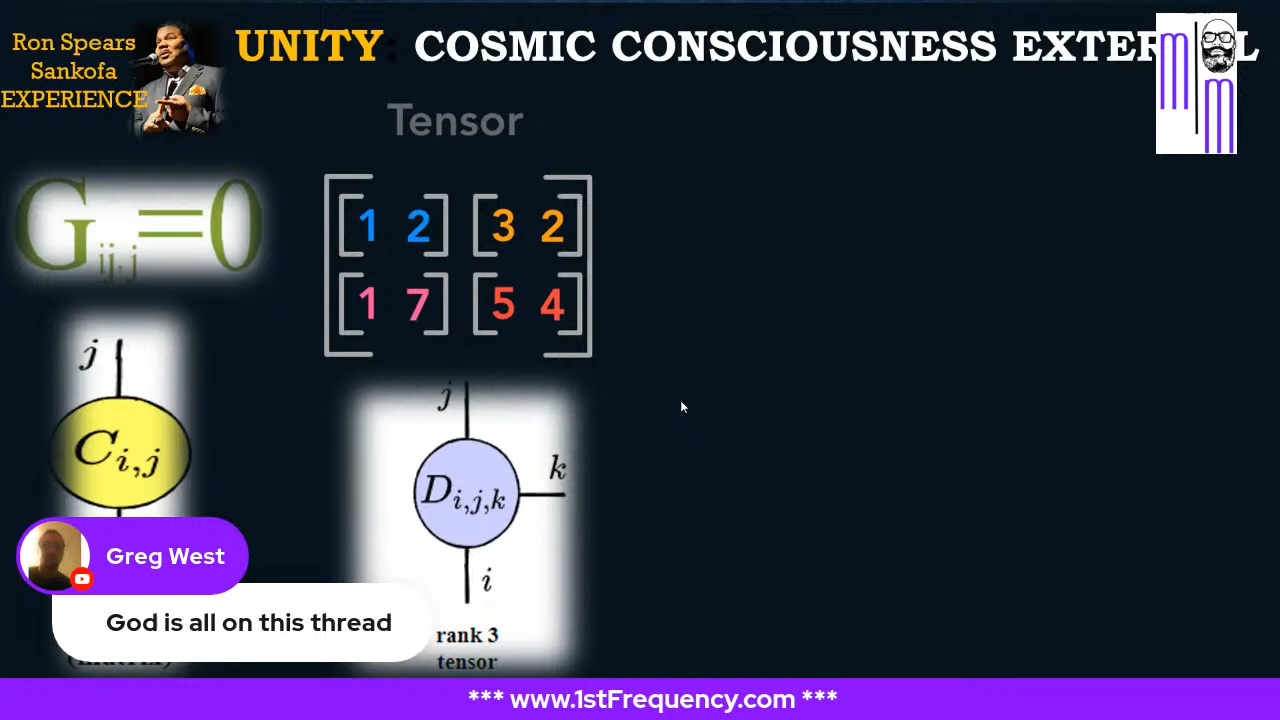 Ron Spears
Sankofa
EXPERIENCE
UNITY: COSMIC CONSCIOUSNESS
Tensor
G ij,j =0
1 2 3 2
1 7 5 4
j
C i,j
j
D i,j,k
k
i
Greg West
God is all on this thread
rank 3
tensor
*** www.1stFrequency.com ***